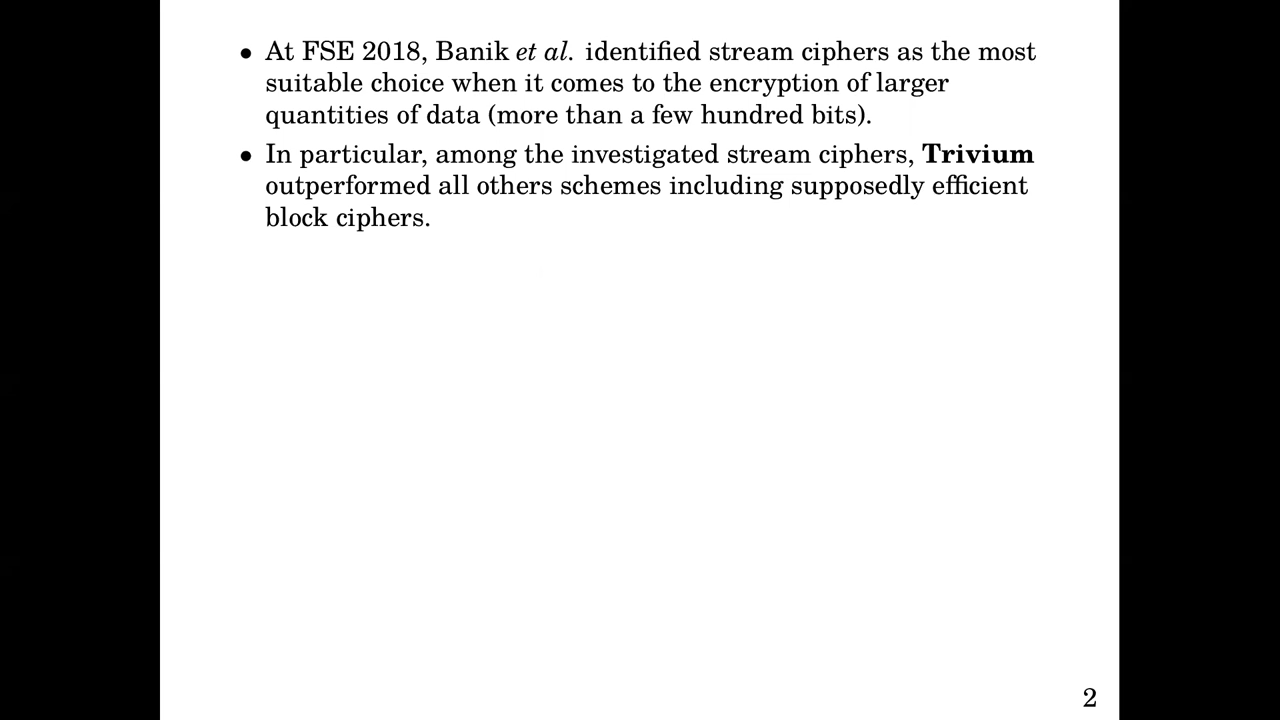 • At FSE 2018, Banik et al. identified stream ciphers as the most
suitable choice when it comes to the encryption of larger
quantities of data (more than a few hundred bits).
• In particular, among the investigated stream ciphers, Trivium
outperformed all others schemes including supposedly efficient
block ciphers.
2